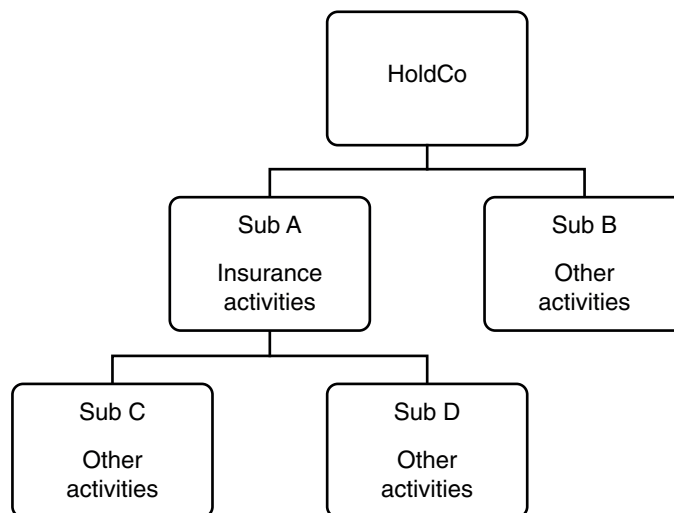 HoldCo
Sub A
Insurance
activities
Sub B
Other
activities
Sub C
Other
activities
Sub D
Other
activities